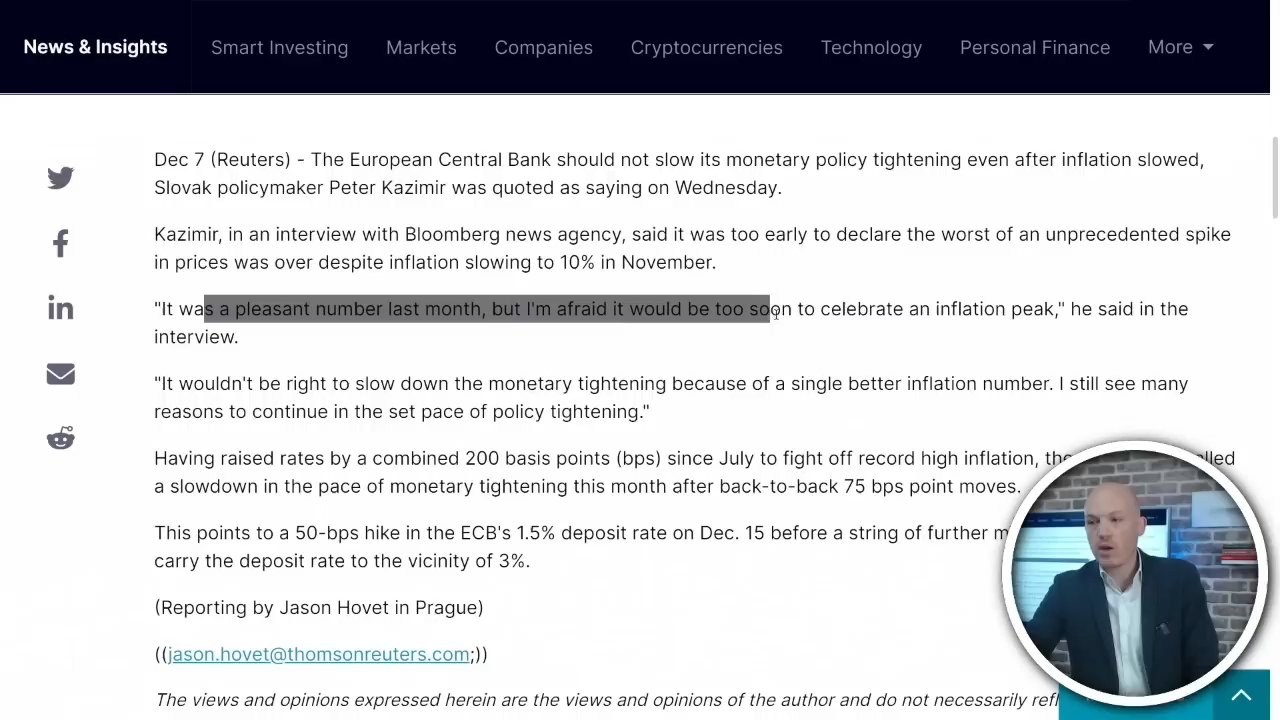 News & Insights
Smart Investing
Markets
Companies
Cryptocurrencies
Technology
Personal Finance
More
Dec 7 (Reuters) - The European Central Bank should not slow its monetary policy tightening even after inflation slowed,
Slovak policymaker Peter Kazimir was quoted as saying on Wednesday.
Kazimir, in an interview with Bloomberg news agency, said it was too early to declare the worst of an unprecedented spike
in prices was over despite inflation slowing to 10% in November.
"It was a pleasant number last month, but I'm afraid it would be too soon to celebrate an inflation peak," he said in the
interview.
"It wouldn't be right to slow down the monetary tightening because of a single better inflation number. I still see many
reasons to continue in the set pace of policy tightening."
Having raised rates by a combined 200 basis points (bps) since July to fight off record high inflation,
a slowdown in the pace of monetary tightening this month after back-to-back 75 bps point moves.
This points to a 50-bps hike in the ECB's 1.5% deposit rate on Dec. 15 before a string of further
carry the deposit rate to the vicinity of 3%.
(Reporting by Jason Hovet in Prague)
((jason.hovet@thomsonreuters.com;))
The views and opinions expressed herein are the views and opinions of the author and do not necessarily